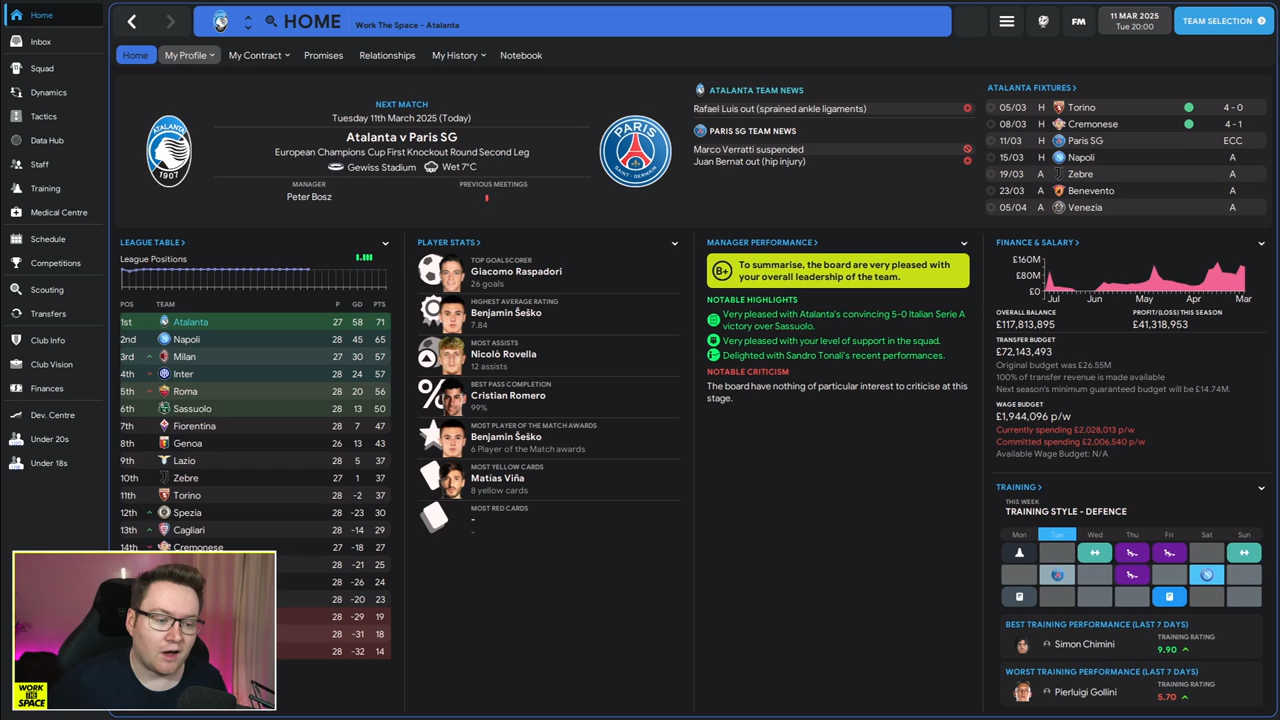 Home
HOME
Work The Space - Atalanta
FM
11 MAR 2025
Tue 20:00
TEAM SELECTION
Inbox
Squad
Dynamics
Tactics
Data Hub
Staff
Training
Medical Centre
Schedule
Competitions
Scouting
Transfers
Club Info
Club Vision
Finances
Dev. Centre
Under 20s
Under 18s
Home
My Profile
My Contract
Promises
Relationships
My History
Notebook
ATALANTA
1907
NEXT MATCH
Tuesday 11th March 2025 (Today)
Atalanta v Paris SG
European Champions Cup First Knockout Round Second Leg
Gewiss Stadium
Wet 7°C
MANAGER
Peter Bosz
PREVIOUS MEETINGS
PARIS
SAINT-GERMAIN
ATALANTA TEAM NEWS
Rafael Luis out (sprained ankle ligaments)
PARIS SG TEAM NEWS
Marco Verratti suspended
Juan Bernat out (hip injury)
ATALANTA FIXTURES
05/03 H Torino 4 - 0
08/03 H Cremonese 4 - 1
11/03 H Paris SG ECC
15/03 H Napoli A
19/03 A Zebre A
23/03 A Benevento A
05/04 A Venezia A
LEAGUE TABLE
League Positions
POS TEAM P GD PTS
1st Atalanta 27 58 71
2nd Napoli 28 45 65
3rd Milan 27 30 57
4th Inter 28 24 57
5th Roma 28 20 56
6th Sassuolo 28 13 50
7th Fiorentina 28 7 47
8th Genoa 26 13 43
9th Lazio 28 5 37
10th Zebre 27 1 37
11th Torino 28 -2 37
12th Spezia 28 -23 30
13th Cagliari 28 -14 29
14th Cremonese 27 -18 27
28 -21 25
28 -26 24
28 -20 23
28 -29 19
28 -31 18
28 -32 14
PLAYER STATS
TOP GOALSCORER
Giacomo Raspadori
26 goals
HIGHEST AVERAGE RATING
Benjamin Šeško
7.84
MOST ASSISTS
Nicolò Rovella
12 assists
BEST PASS COMPLETION
Cristian Romero
99%
MOST PLAYER OF THE MATCH AWARDS
Benjamin Šeško
6 Player of the Match awards
MOST YELLOW CARDS
Matías Viña
8 yellow cards
MOST RED CARDS
-
-
MANAGER PERFORMANCE
B+
To summarise, the board are very pleased with
your overall leadership of the team.
NOTABLE HIGHLIGHTS
Very pleased with Atalanta's convincing 5-0 Italian Serie A
victory over Sassuolo.
Very pleased with your level of support in the squad.
Delighted with Sandro Tonali's recent performances.
NOTABLE CRITICISM
The board have nothing of particular interest to criticise at this
stage.
FINANCE & SALARY
£160M
£80M
£0
Jul Jun May Apr Mar
OVERALL BALANCE
£117,813,895
PROFIT/(LOSS) THIS SEASON
£41,318,953
TRANSFER BUDGET
£72,143,493
Original budget was £26.55M
100% of transfer revenue is made available
Next season's minimum guaranteed budget will be £14.74M.
WAGE BUDGET
£1,944,096 p/w
Currently spending £2,028,013 p/w
Committed spending £2,006,540 p/w
Available Wage Budget: N/A
TRAINING
THIS WEEK
TRAINING STYLE - DEFENCE
Mon Tue Wed Thu Fri Sat Sun
BEST TRAINING PERFORMANCE (LAST 7 DAYS)
Simon Chimini
TRAINING RATING
9.90
WORST TRAINING PERFORMANCE (LAST 7 DAYS)
Pierluigi Gollini
TRAINING RATING
5.70
WORK
THE
SPACE